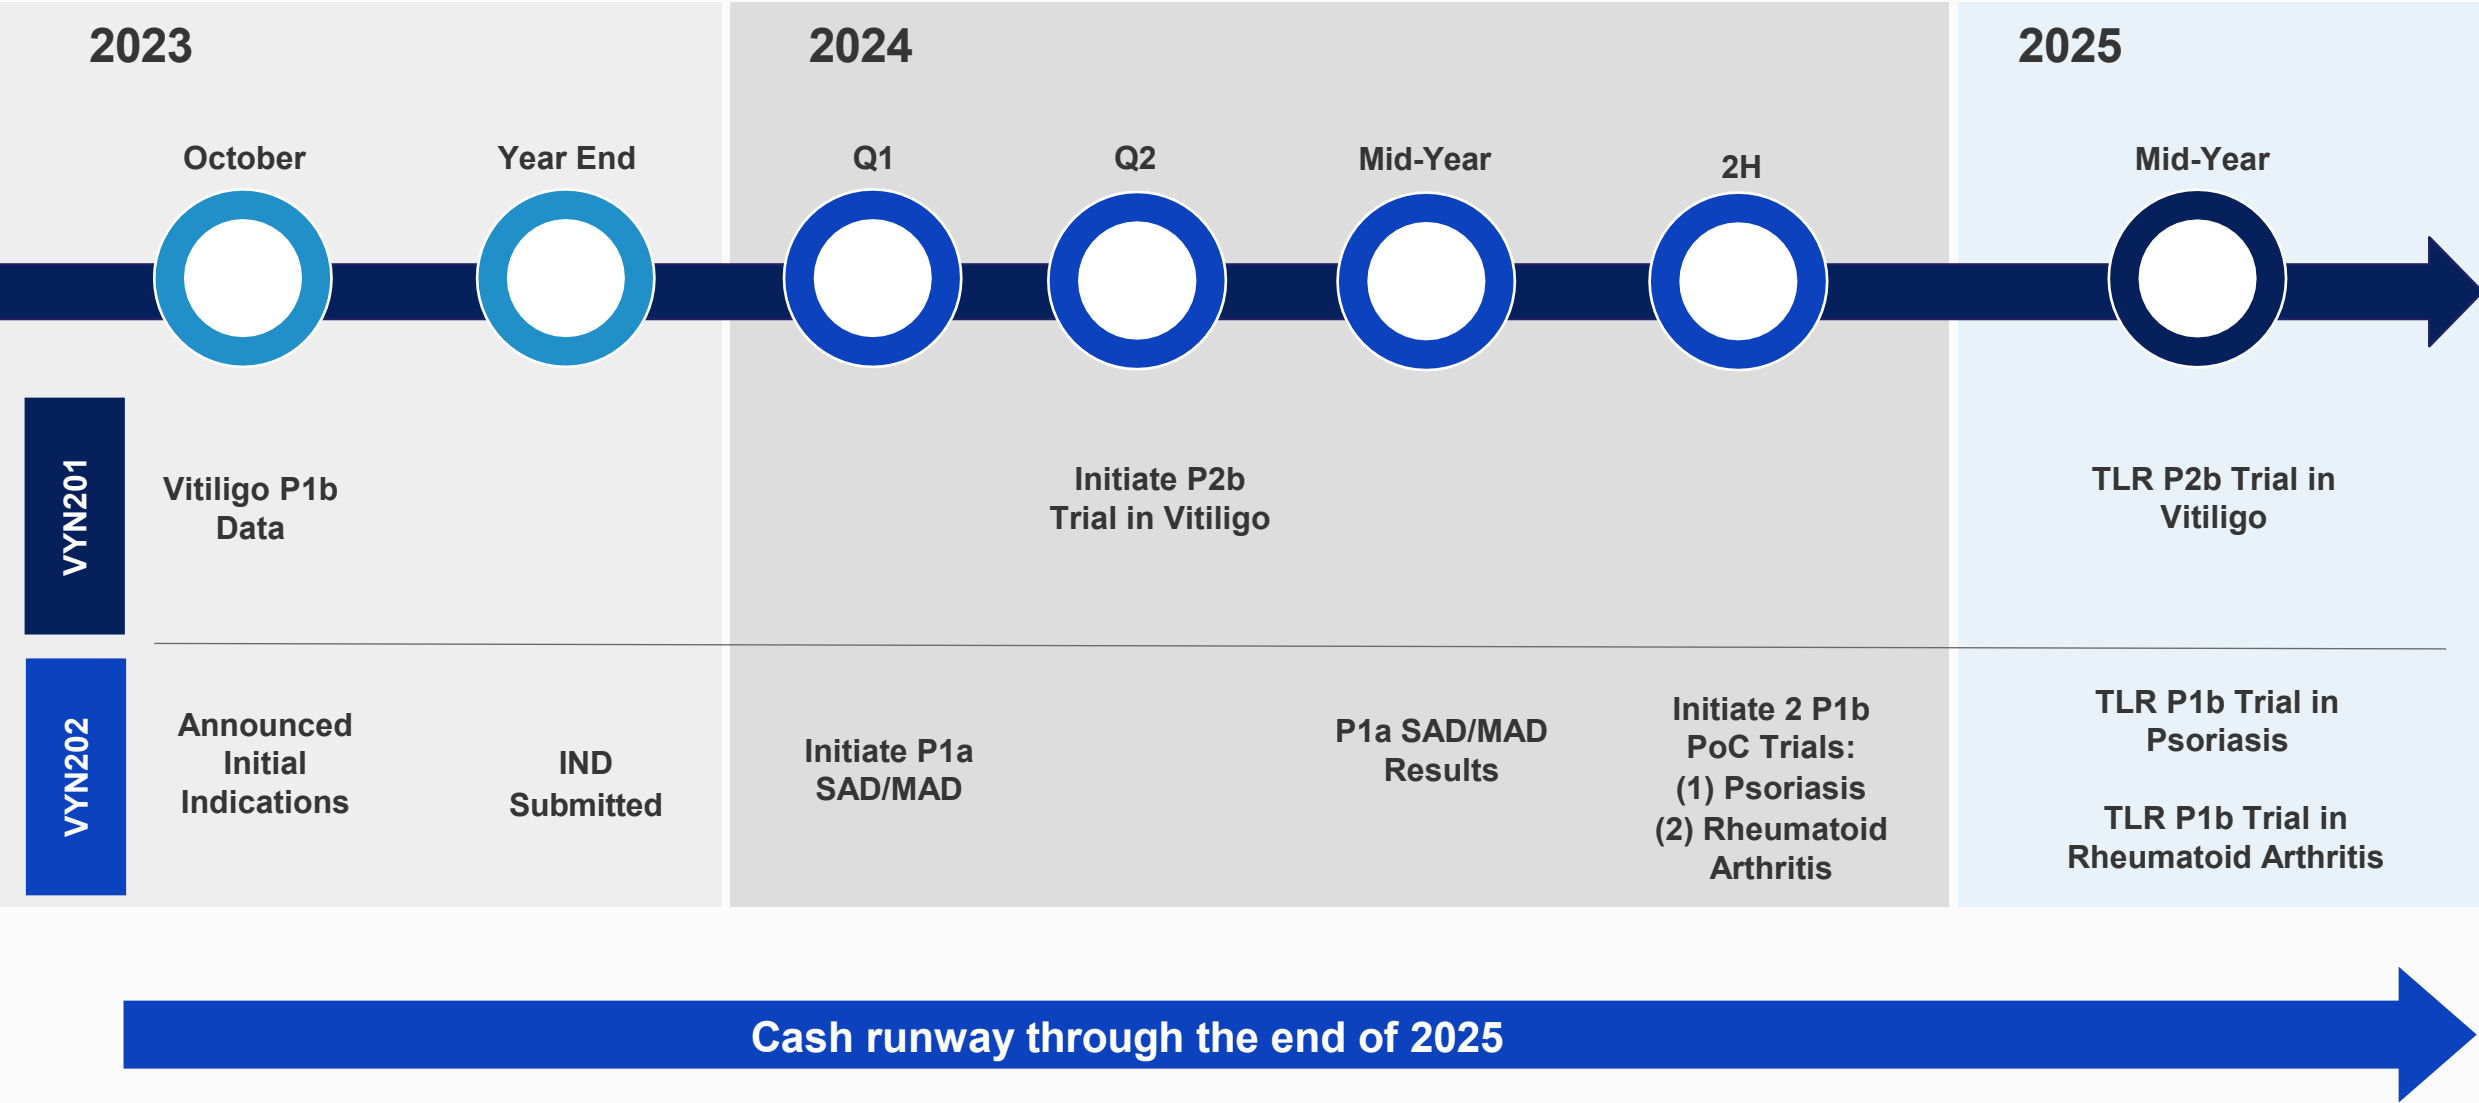 2023
2024
2025
October
Year End
Q1
Q2
Mid-Year
2H
Mid-Year
VYN201
Vitiligo P1b
Data
Initiate P2b
Trial in Vitiligo
TLR P2b Trial in
Vitiligo
VYN202
Announced
Initial
Indications
IND
Submitted
Initiate P1a
SAD/MAD
P1a SAD/MAD
Results
Initiate 2 P1b
PoC Trials:
(1) Psoriasis
(2) Rheumatoid
Arthritis
TLR P1b Trial in
Psoriasis
TLR P1b Trial in
Rheumatoid Arthritis
Cash runway through the end of 2025